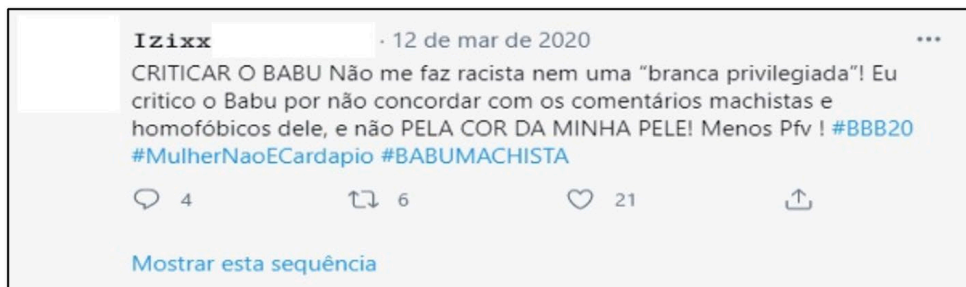 Izixx · 12 de mar de 2020 •••
CRITICAR O BABU Não me faz racista nem uma “branca privilegiada”! Eu
critico o Babu por não concordar com os comentários machistas e
homofóbicos dele, e não PELA COR DA MINHA PELE! Menos Pfv ! #BBB20
#MulherNaoECardapio #BABUMACHISTA
4 6 21
Mostrar esta sequência